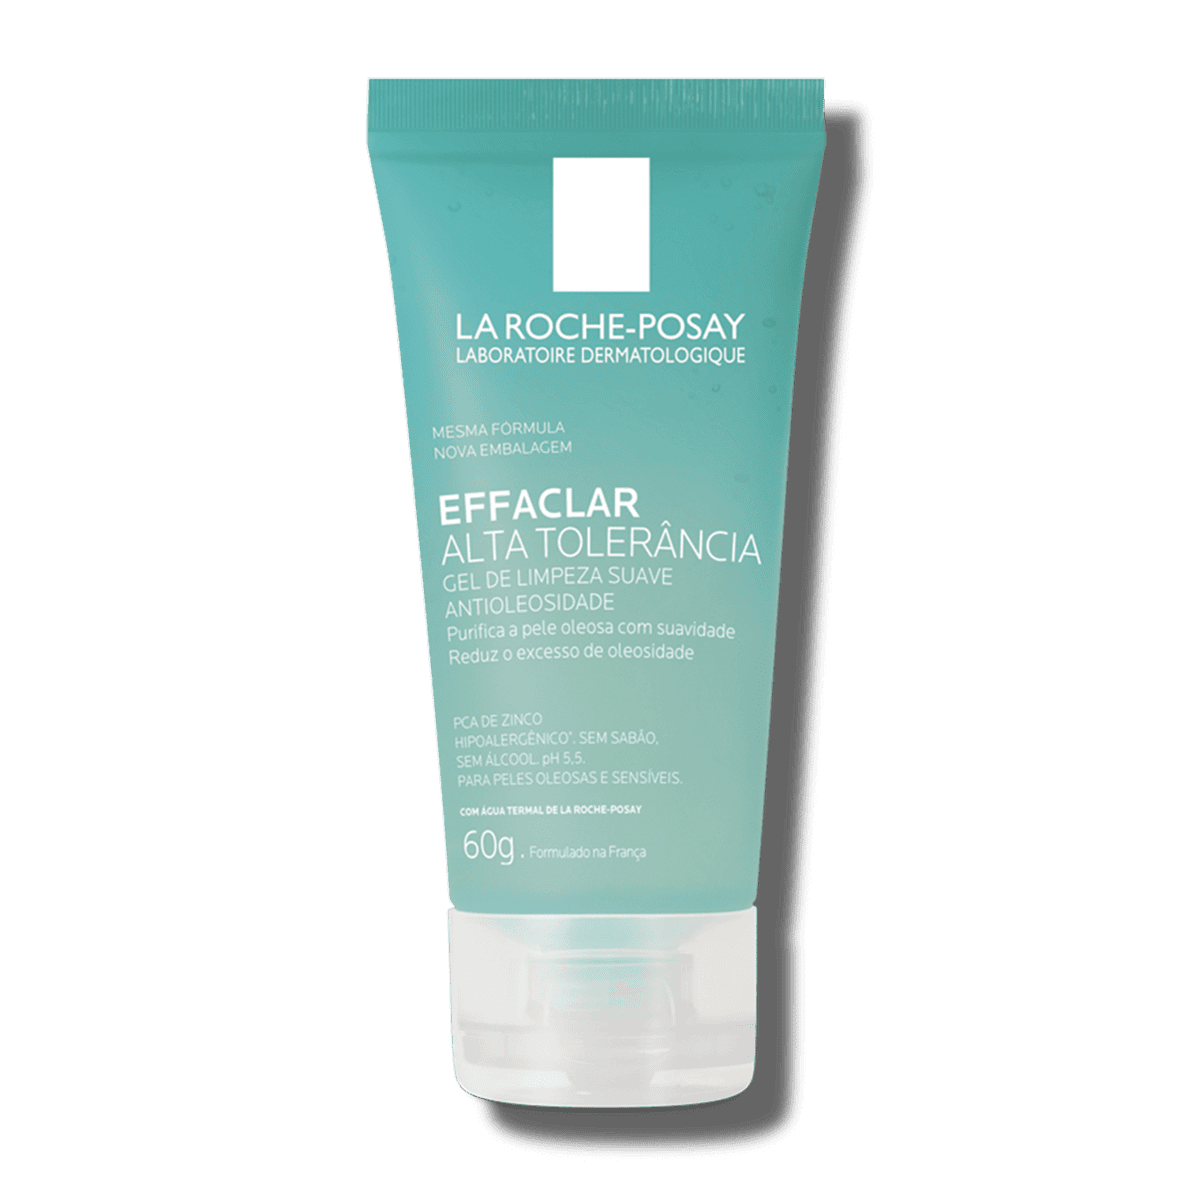 LA ROCHE-POSAY
LABORATOIRE DERMATOLOGIQUE
MESMA FÓRMULA
NOVA EMBALAGEM
EFFACLAR
ALTA TOLERÂNCIA
GEL DE LIMPEZA SUAVE
ANTIOLEOSIDADE
Purifica a pele oleosa com suavidade
Reduz o excesso de oleosidade
PCA DE ZINCO
HIPOALERGÊNICO*. SEM SABÃO,
SEM ÁLCOOL. pH 5,5.
PARA PELES OLEOSAS E SENSÍVEIS.
COM ÁGUA TERMAL DE LA ROCHE-POSAY
60g. Formulado na França